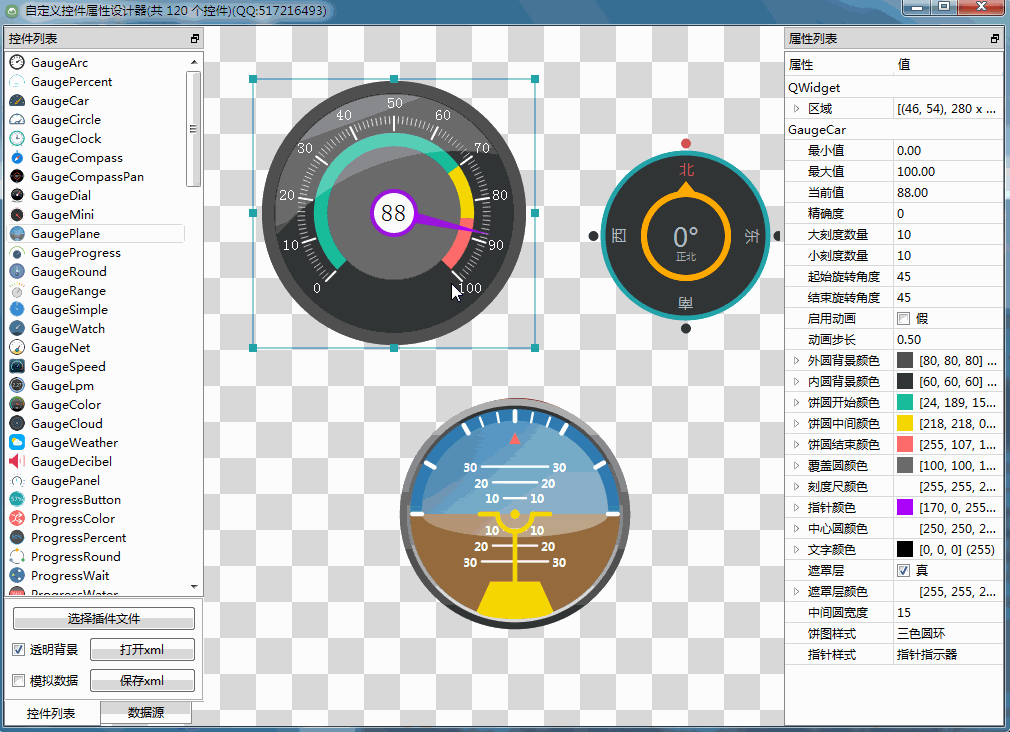 自定义控件属性设计器(共 120 个控件)(QQ:517216493)
控件列表
GaugeArc
GaugePercent
GaugeCar
GaugeCircle
GaugeClock
GaugeCompass
GaugeCompassPan
GaugeDial
GaugeMini
GaugePlane
GaugeProgress
GaugeRound
GaugeRange
GaugeSimple
GaugeWatch
GaugeNet
GaugeSpeed
GaugeLpm
GaugeColor
GaugeCloud
GaugeWeather
GaugeDecibel
GaugePanel
ProgressButton
ProgressColor
ProgressPercent
ProgressRound
ProgressWait
ProgressWater
选择插件文件
透明背景
打开xml
模拟数据
保存xml
控件列表
数据源
0
10
20
30
40
50
60
70
80
90
100
88
北
西
东
0°
正北
南
30 30
20 20
10 10
10 10
20 20
30 30
属性列表
属性 值
QWidget
区域 [(46, 54), 280 x ...
GaugeCar
最小值 0.00
最大值 100.00
当前值 88.00
精确度 0
大刻度数量 10
小刻度数量 10
起始旋转角度 45
结束旋转角度 45
启用动画 假
动画步长 0.50
外圆背景颜色 [80, 80, 80] ...
内圆背景颜色 [60, 60, 60] ...
饼圆开始颜色 [24, 189, 15...
饼圆中间颜色 [218, 218, 0...
饼圆结束颜色 [255, 107, 1...
覆盖圆颜色 [100, 100, 1...
刻度尺颜色 [255, 255, 2...
指针颜色 [170, 0, 255...
中心圆颜色 [250, 250, 2...
文字颜色 [0, 0, 0] (255)
遮罩层 真
遮罩层颜色 [255, 255, 2...
中间圆宽度 15
饼图样式 三色圆环
指针样式 指针指示器